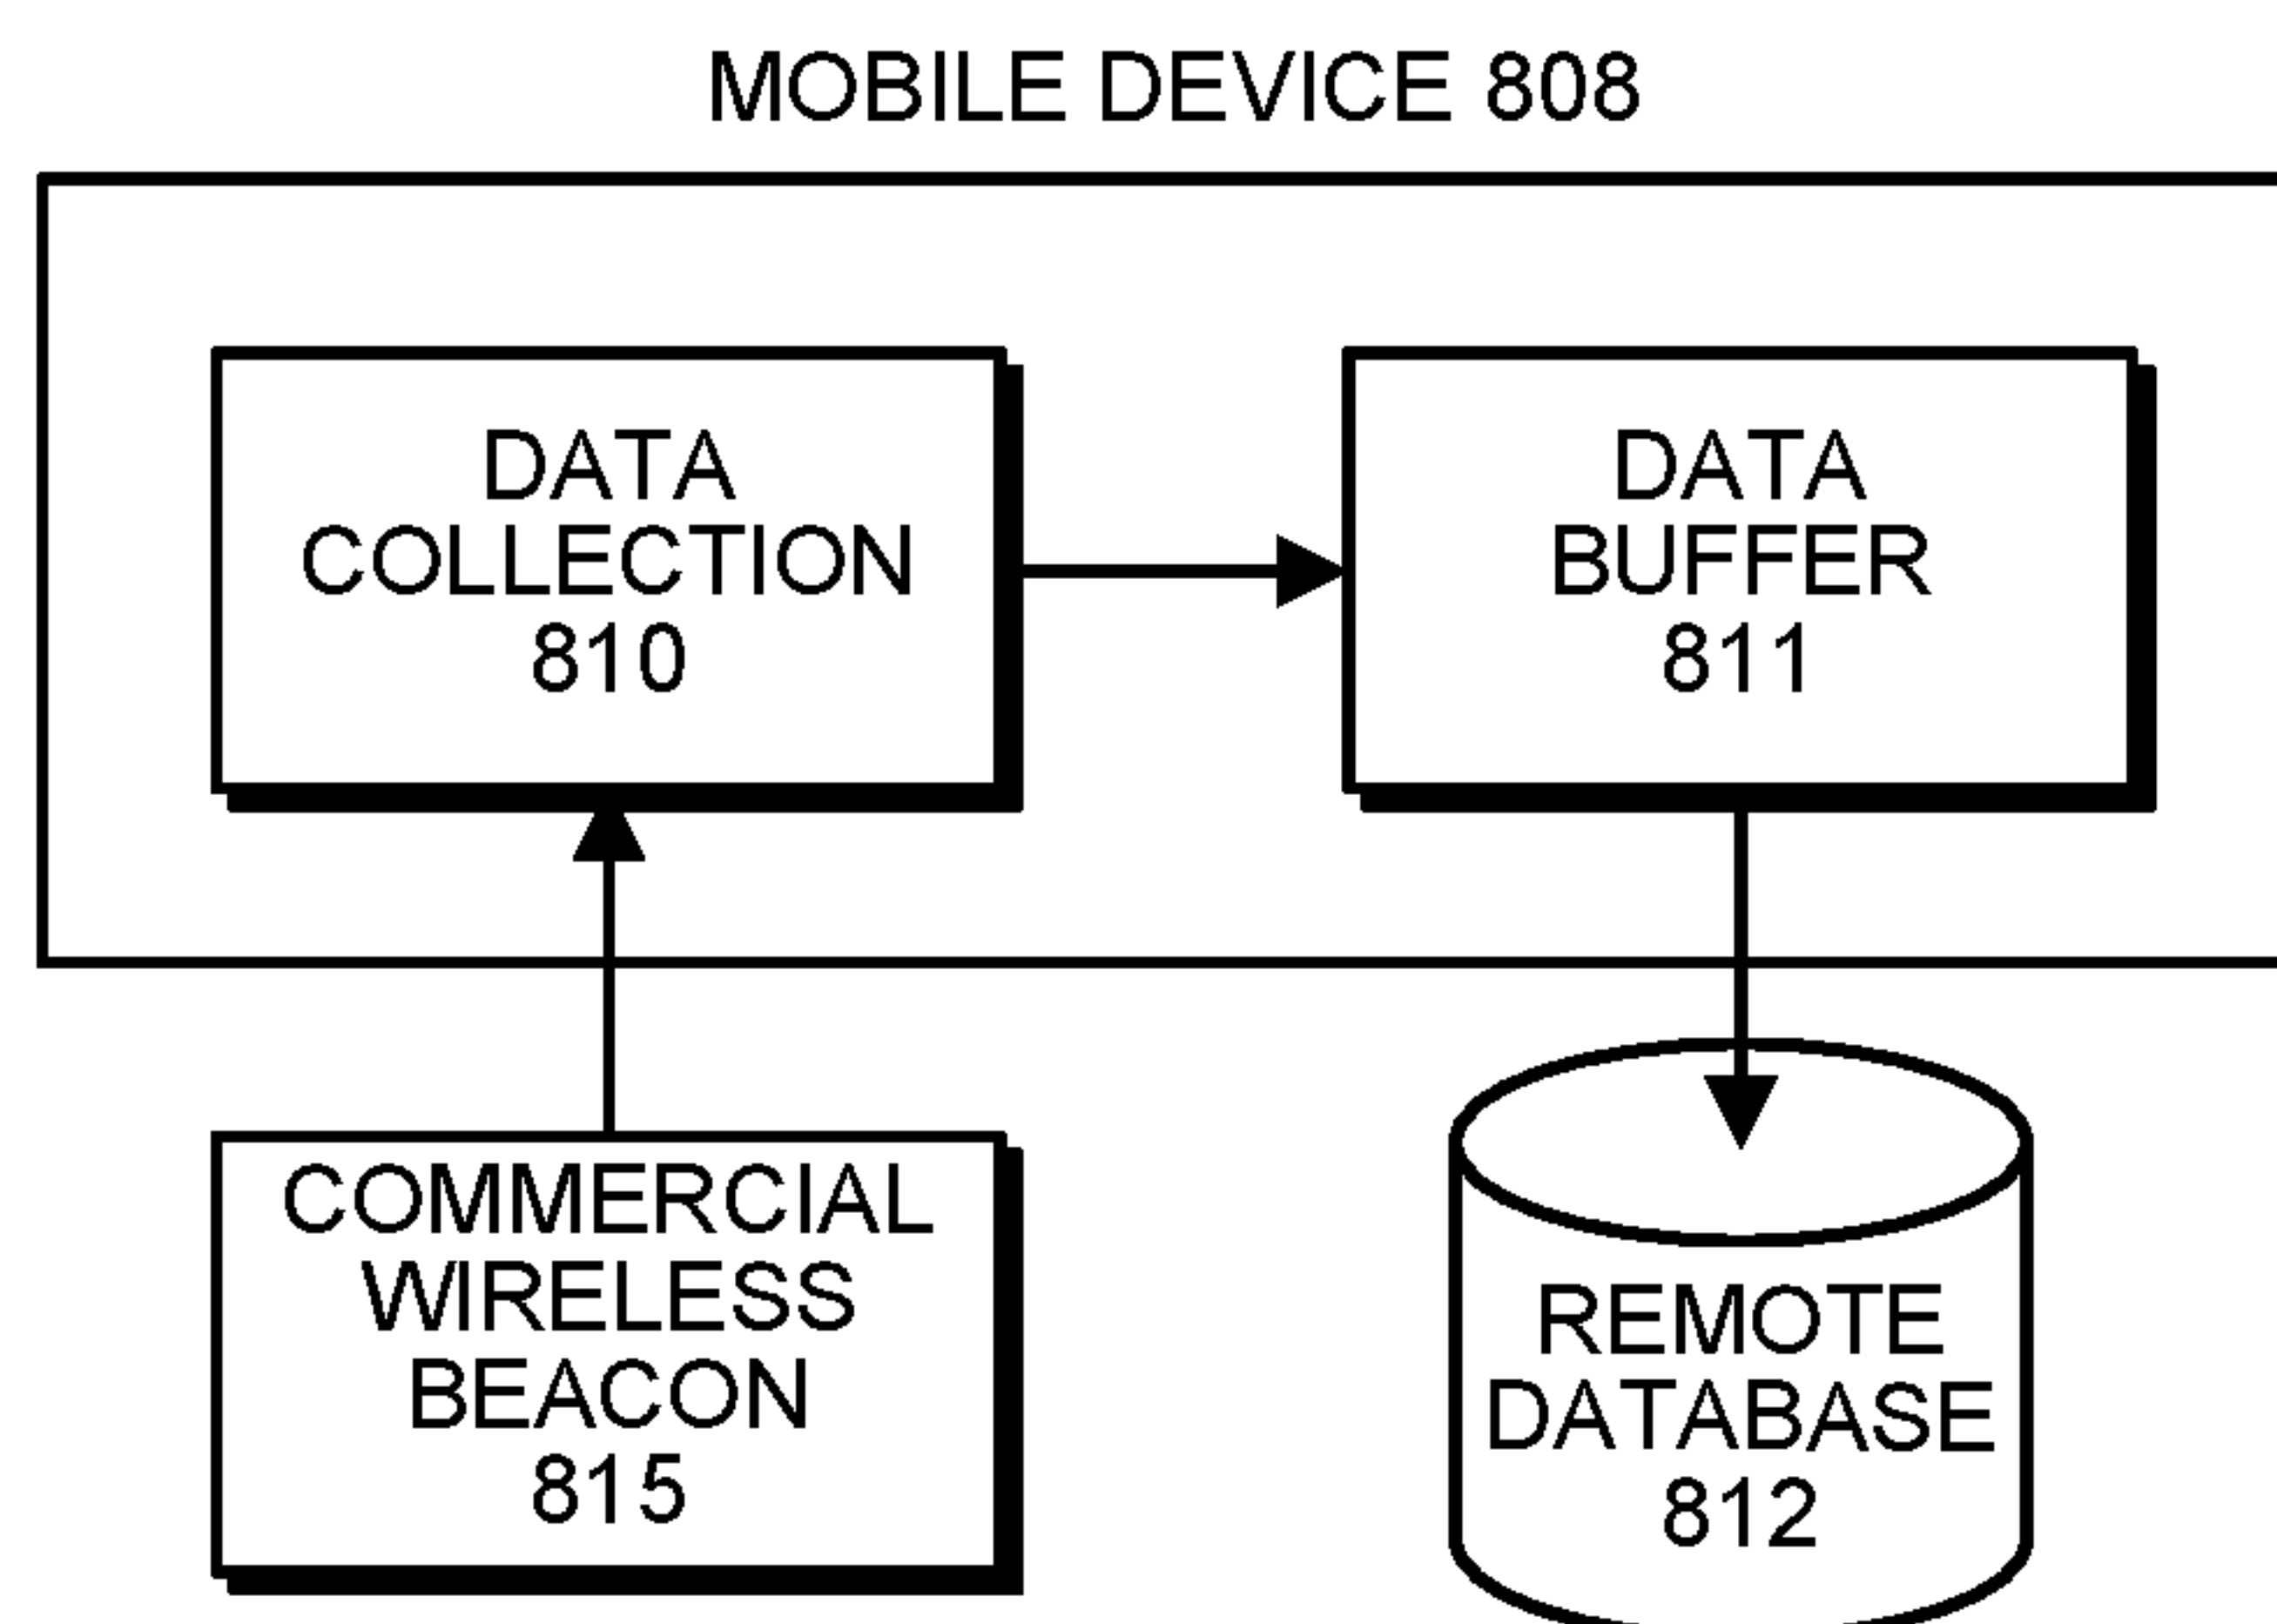 MOBILE DEVICE 808
DATA
COLLECTION
810
DATA
BUFFER
811
COMMERCIAL
WIRELESS
BEACON
815
REMOTE
DATABASE
812